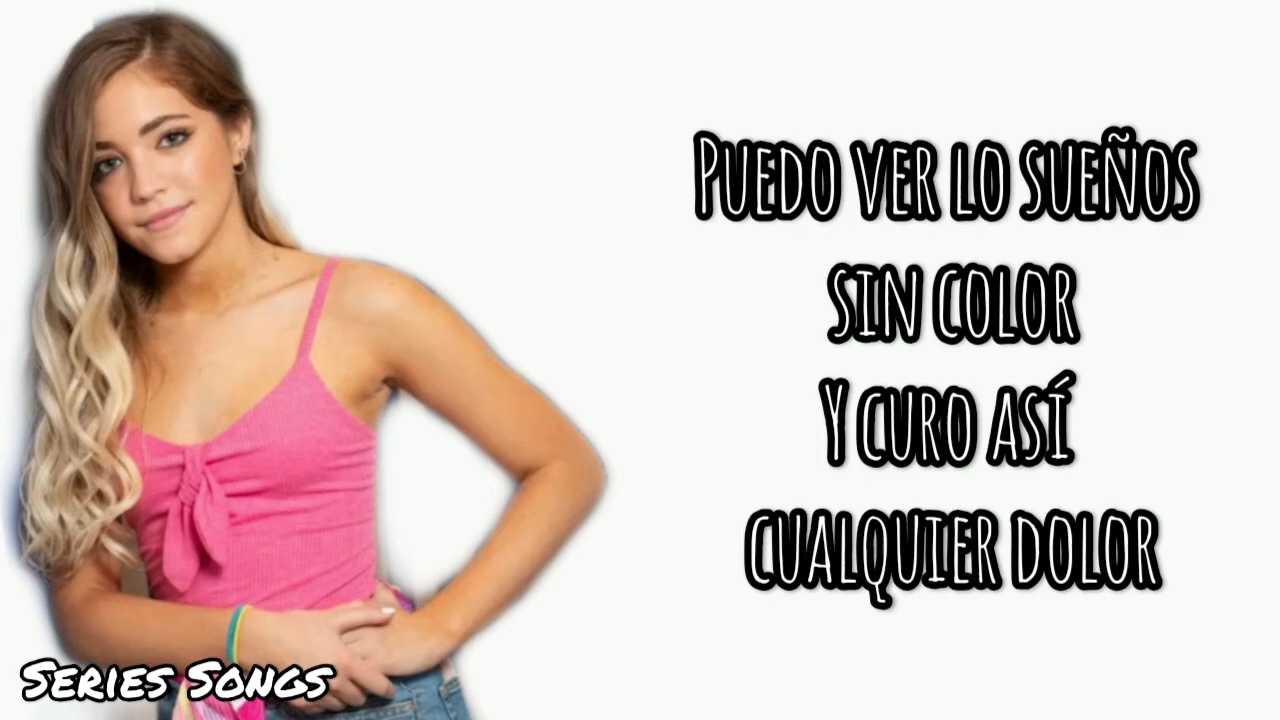 Puedo ver lo sueños
sin color
Y curo así
cualquier dolor
Series Songs